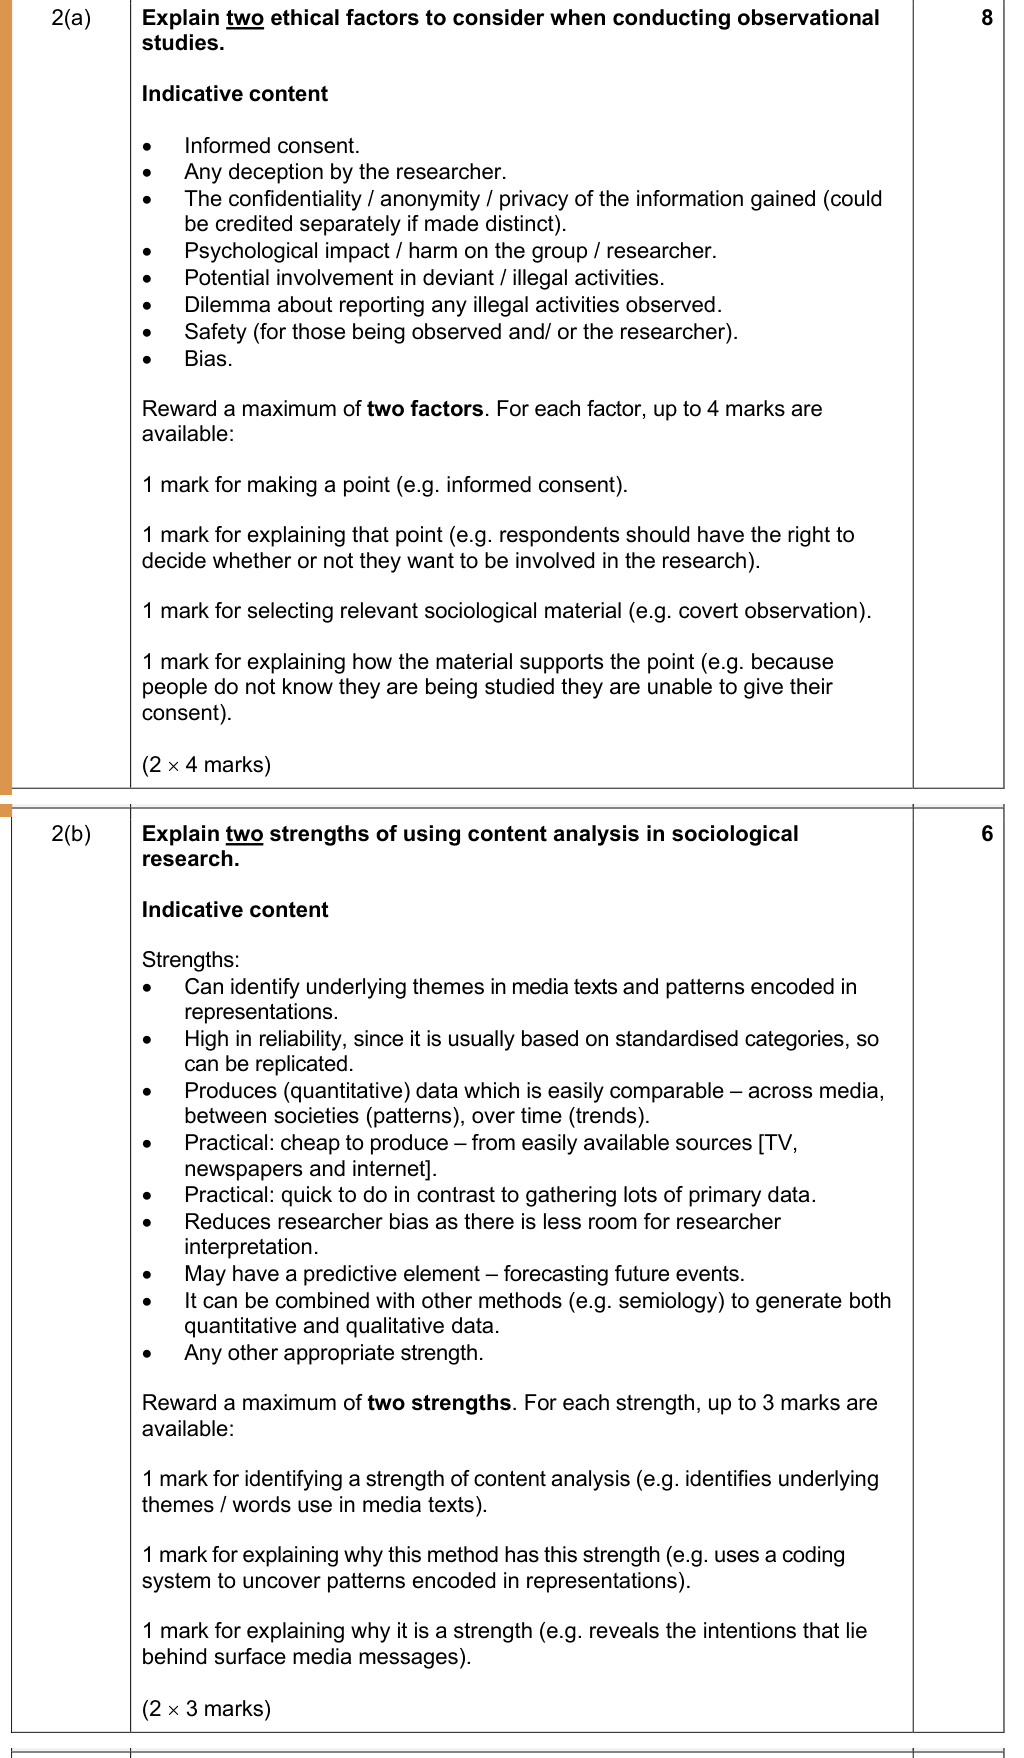 2(a) Explain two ethical factors to consider when conducting observational 8
studies.
Indicative content
• Informed consent.
• Any deception by the researcher.
• The confidentiality / anonymity / privacy of the information gained (could
be credited separately if made distinct).
• Psychological impact / harm on the group / researcher.
• Potential involvement in deviant / illegal activities.
• Dilemma about reporting any illegal activities observed.
• Safety (for those being observed and/ or the researcher).
• Bias.
Reward a maximum of two factors. For each factor, up to 4 marks are
available:
1 mark for making a point (e.g. informed consent).
1 mark for explaining that point (e.g. respondents should have the right to
decide whether or not they want to be involved in the research).
1 mark for selecting relevant sociological material (e.g. covert observation).
1 mark for explaining how the material supports the point (e.g. because
people do not know they are being studied they are unable to give their
consent).
(2 × 4 marks)
2(b) Explain two strengths of using content analysis in sociological 6
research.
Indicative content
Strengths:
• Can identify underlying themes in media texts and patterns encoded in
representations.
• High in reliability, since it is usually based on standardised categories, so
can be replicated.
• Produces (quantitative) data which is easily comparable – across media,
between societies (patterns), over time (trends).
• Practical: cheap to produce – from easily available sources [TV,
newspapers and internet].
• Practical: quick to do in contrast to gathering lots of primary data.
• Reduces researcher bias as there is less room for researcher
interpretation.
• May have a predictive element – forecasting future events.
• It can be combined with other methods (e.g. semiology) to generate both
quantitative and qualitative data.
• Any other appropriate strength.
Reward a maximum of two strengths. For each strength, up to 3 marks are
available:
1 mark for identifying a strength of content analysis (e.g. identifies underlying
themes / words use in media texts).
1 mark for explaining why this method has this strength (e.g. uses a coding
system to uncover patterns encoded in representations).
1 mark for explaining why it is a strength (e.g. reveals the intentions that lie
behind surface media messages).
(2 × 3 marks)